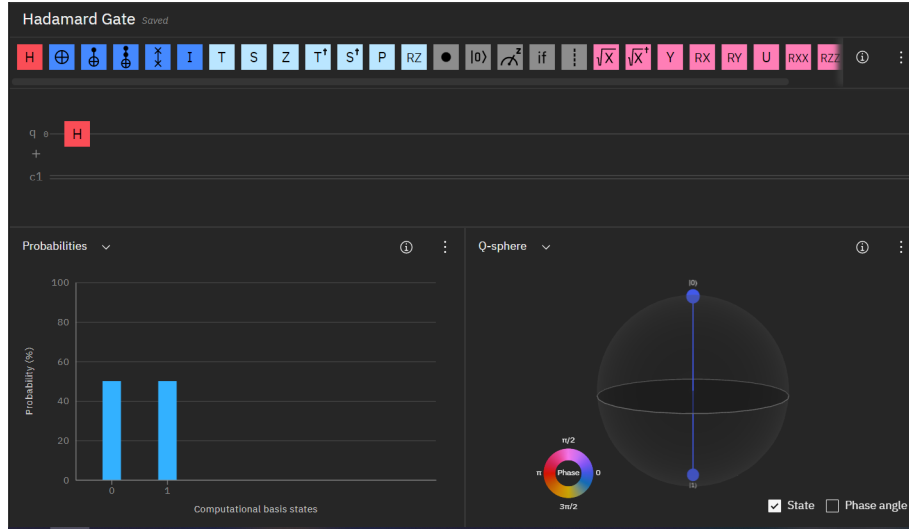 Hadamard Gate Saved
H T S Z T† S† P RZ |0⟩ z if √X √X† Y RX RY U RXX RZZ
I
q 0 H
+
c1
Probabilities
Q-sphere
100
80
60
40
20
0
Probability (%)
0 1
Computational basis states
|0⟩
|1⟩
π/2
π Phase 0
3π/2
State Phase angle